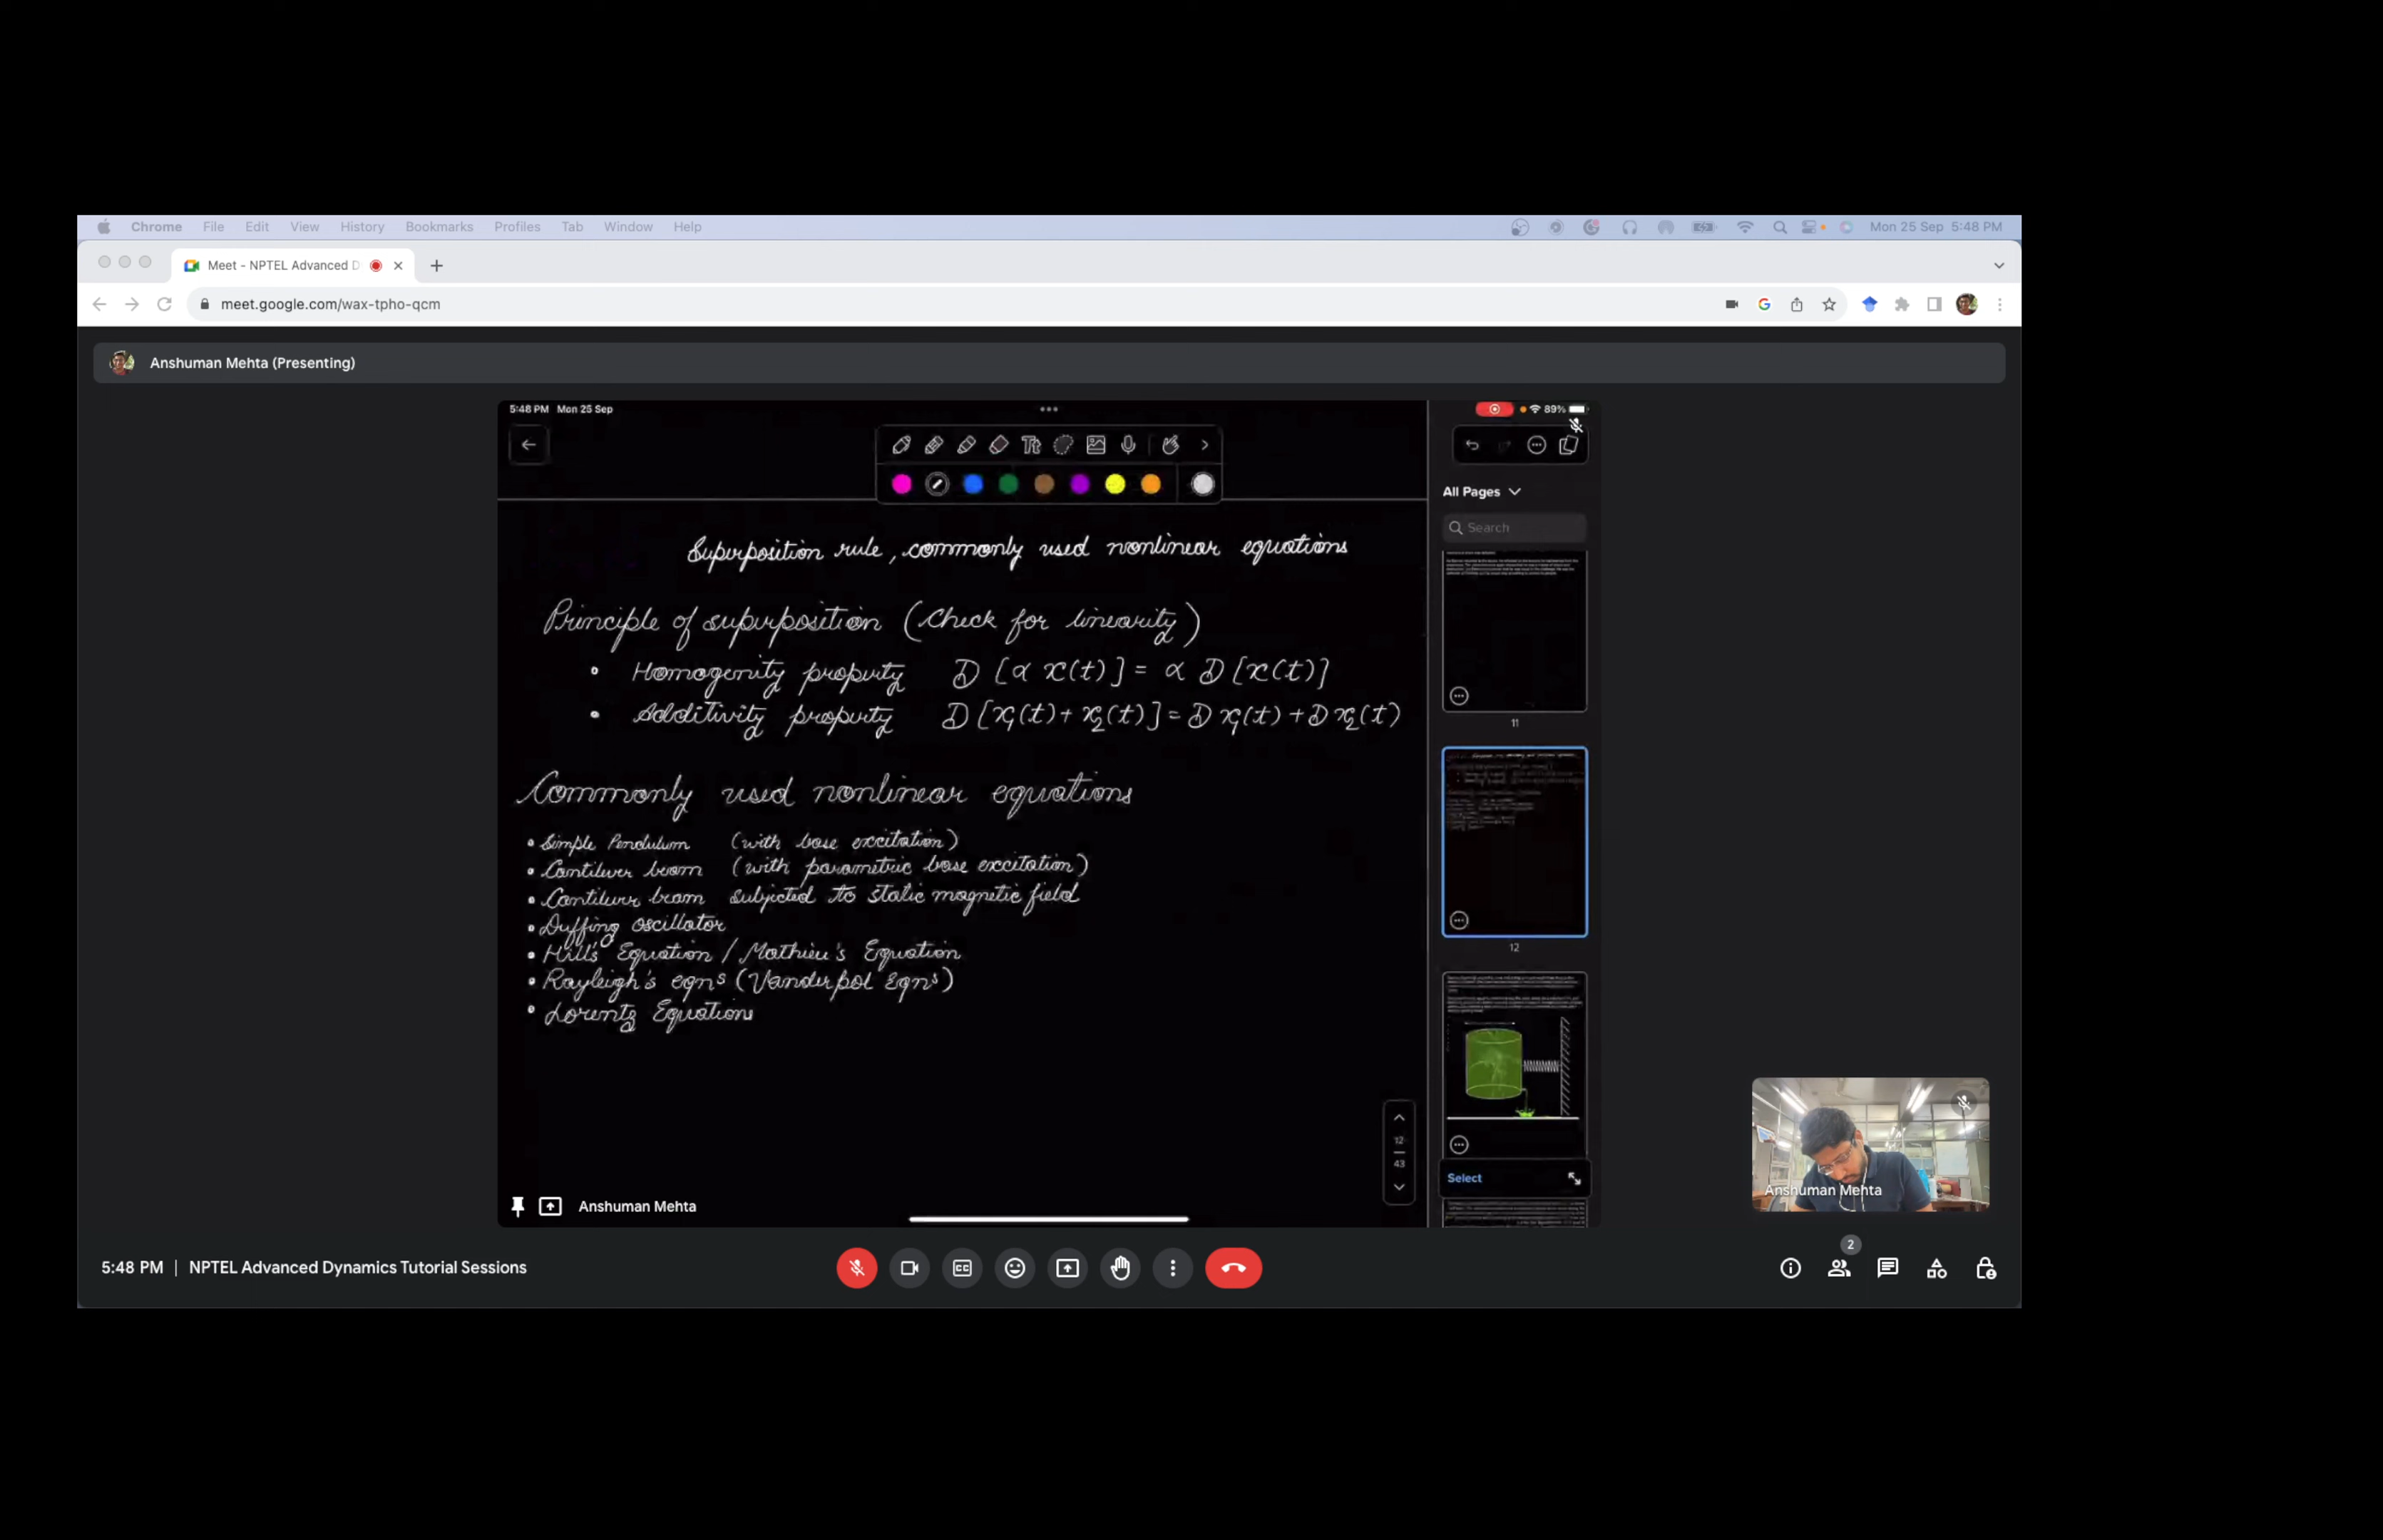 Chrome File Edit View History Bookmarks Profiles Tab Window Help Mon 25 Sep 5:48 PM
Meet - NPTEL Advanced D
meet.google.com/wax-tpho-qcm
Anshuman Mehta (Presenting)
5:48 PM Mon 25 Sep 89%
Tt
All Pages
Search
Superposition rule, commonly used nonlinear equations
Principle of superposition (Check for linearity)
• Homogenity property D [α x(t)] = α D [x(t)]
• Additivity property D [x₁(t) + x₂(t)] = D x₁(t) + D x₂(t)
Commonly used nonlinear equations
• Simple Pendulum (with base excitation)
• Cantilever beam (with parametric base excitation)
• Cantilever beam subjected to static magnetic field
• Duffing oscillator
• Hill's Equation / Mathieu's Equation
• Rayleigh's eqnˢ (Vanderpol Eqnˢ)
• Lorentz Equations
11
12
12
43
Select
Anshuman Mehta
Anshuman Mehta
5:48 PM | NPTEL Advanced Dynamics Tutorial Sessions
CC
2